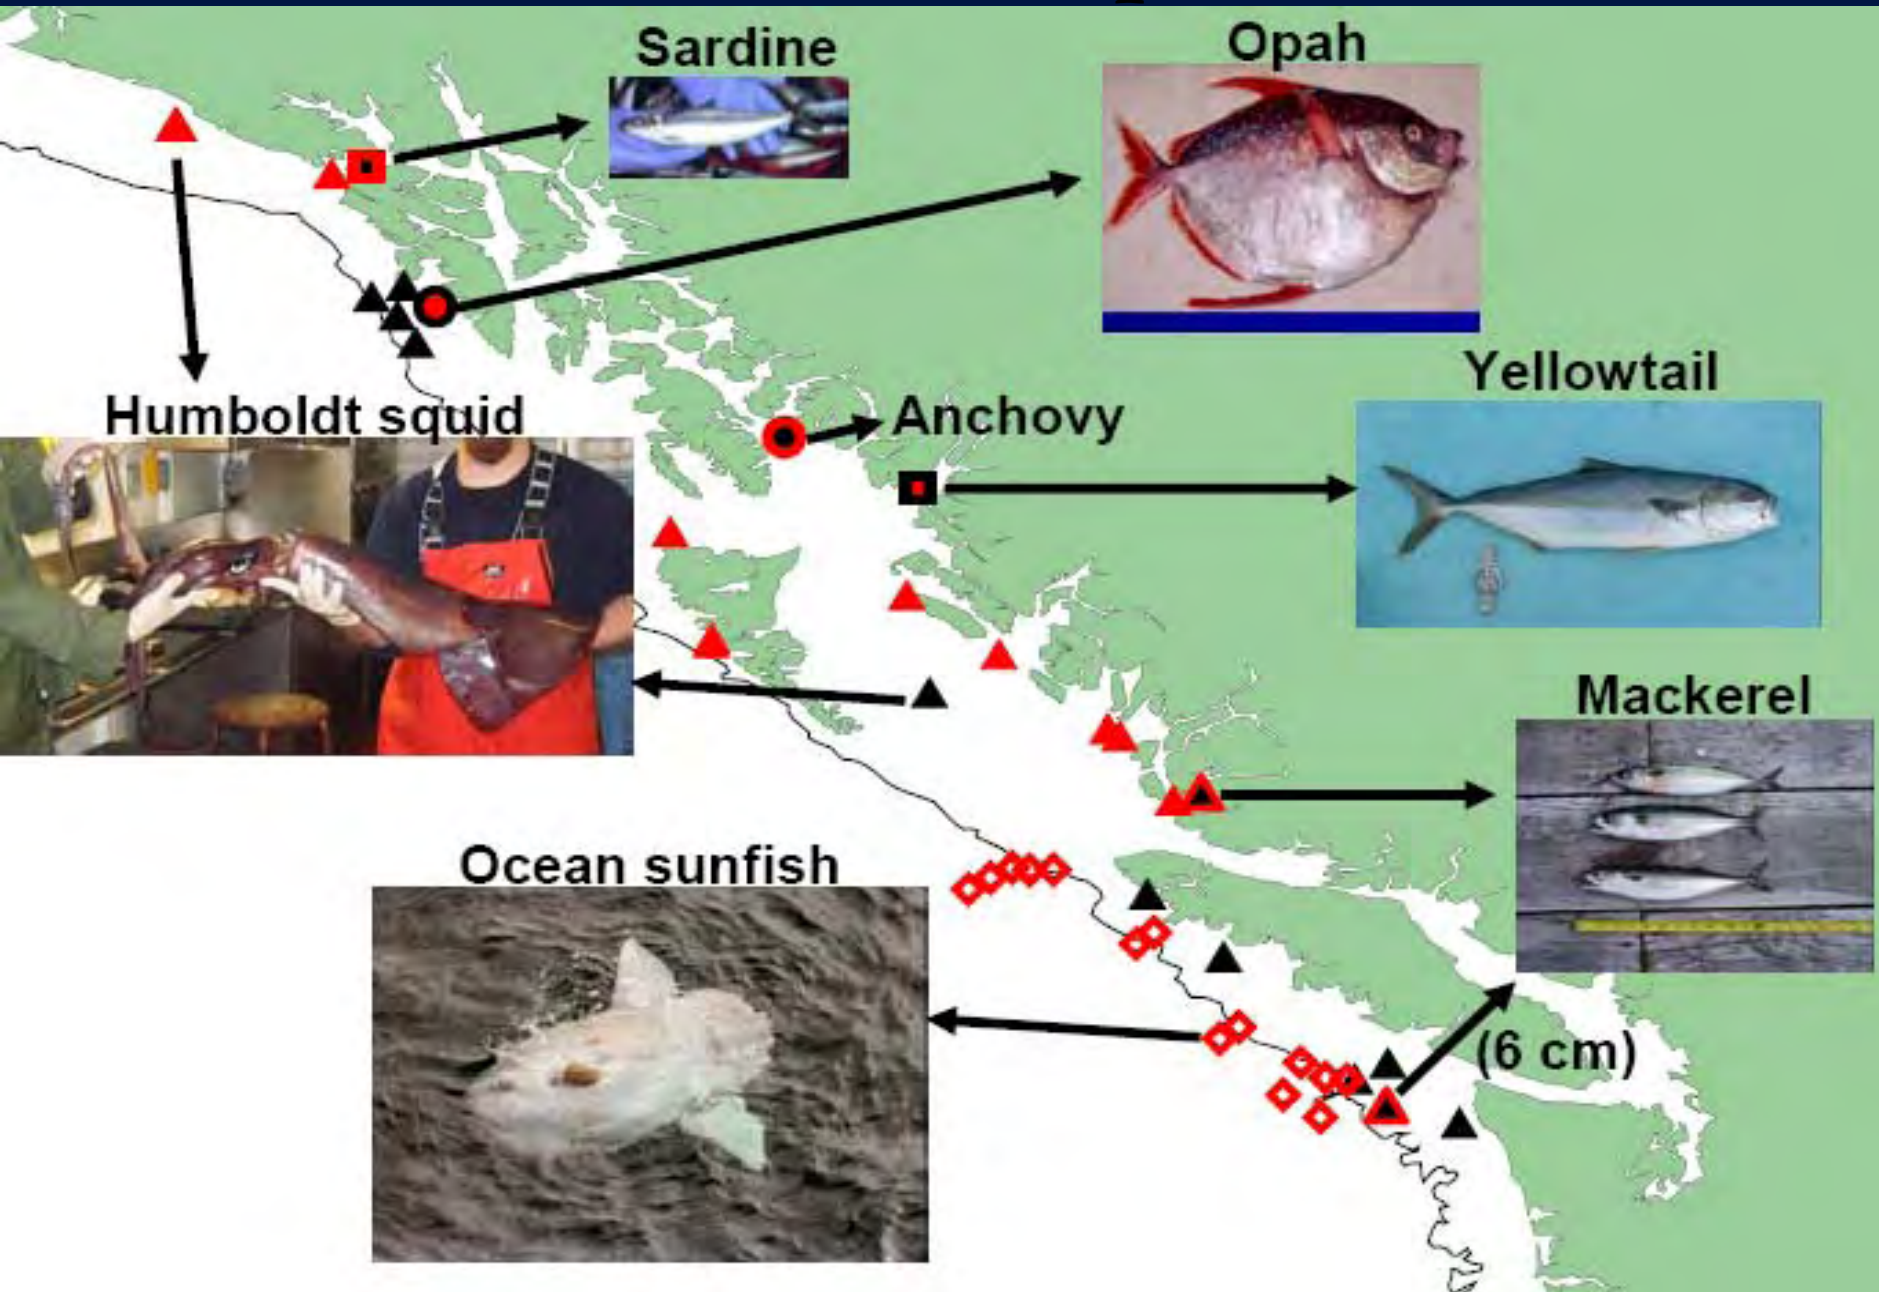 Sardine
Opah
Yellowtail
Humboldt squid
Anchovy
Mackerel
Ocean sunfish
(6 cm)